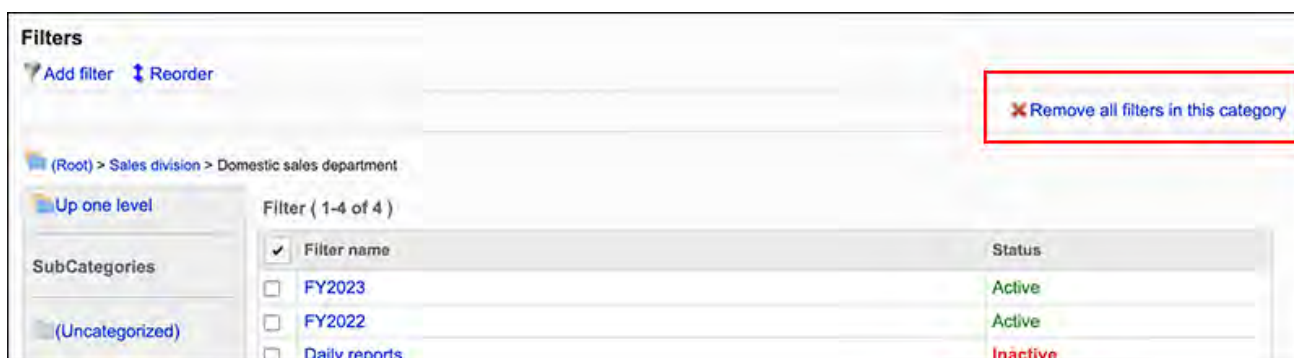 Filters
Add filter Reorder
Remove all filters in this category
(Root) > Sales division > Domestic sales department
Up one level
Filter ( 1-4 of 4 )
Filter name Status
SubCategories
FY2023 Active
FY2022 Active
(Uncategorized)
Daily reports Inactive